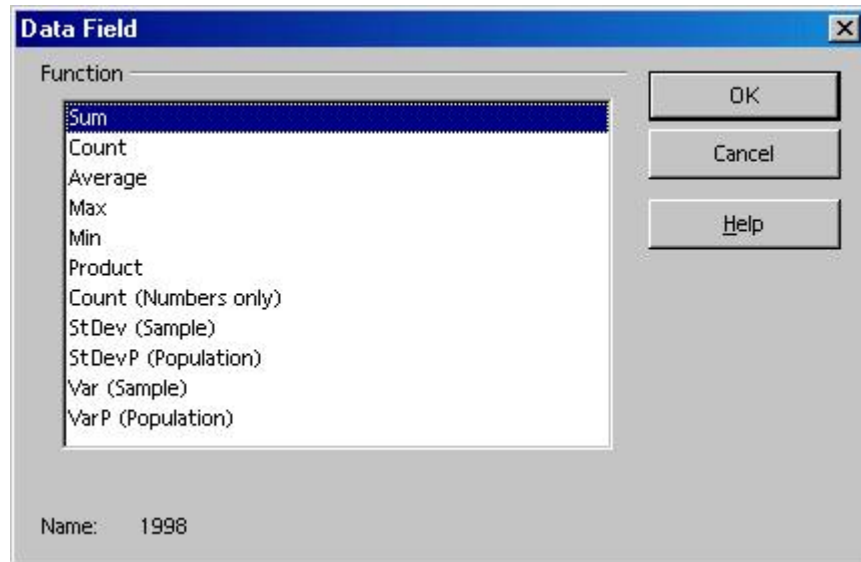 Data Field
Function
Sum
Count
Average
Max
Min
Product
Count (Numbers only)
StDev (Sample)
StDevP (Population)
Var (Sample)
VarP (Population)
OK
Cancel
Help
Name: 1998